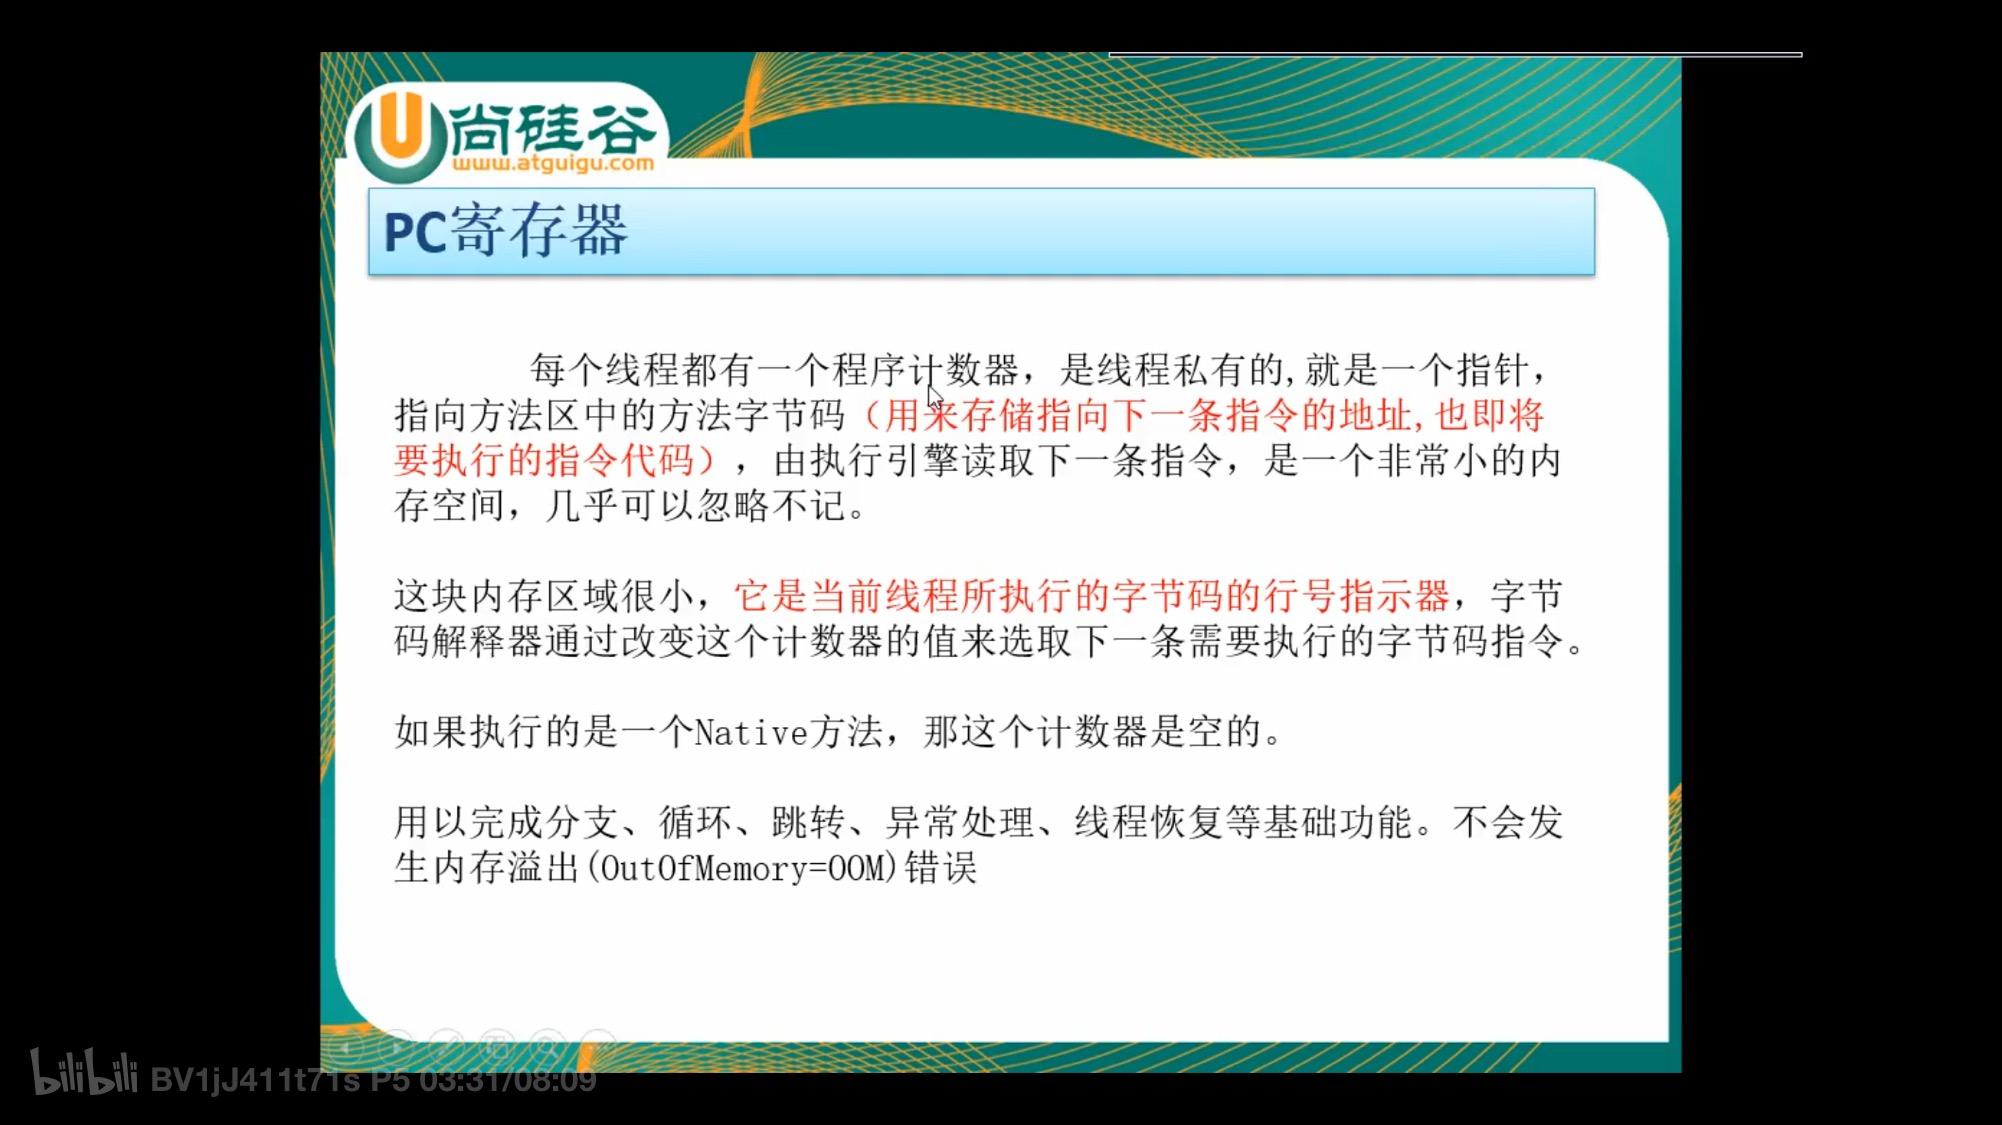 尚硅谷
www.atguigu.com
PC寄存器
每个线程都有一个程序计数器，是线程私有的,就是一个指针，
指向方法区中的方法字节码（用来存储指向下一条指令的地址,也即将
要执行的指令代码），由执行引擎读取下一条指令，是一个非常小的内
存空间，几乎可以忽略不记。
这块内存区域很小，它是当前线程所执行的字节码的行号指示器，字节
码解释器通过改变这个计数器的值来选取下一条需要执行的字节码指令。
如果执行的是一个Native方法，那这个计数器是空的。
用以完成分支、循环、跳转、异常处理、线程恢复等基础功能。不会发
生内存溢出(OutOfMemory=OOM)错误
bilibili BV1jJ411t71s P5 03:31/08:09